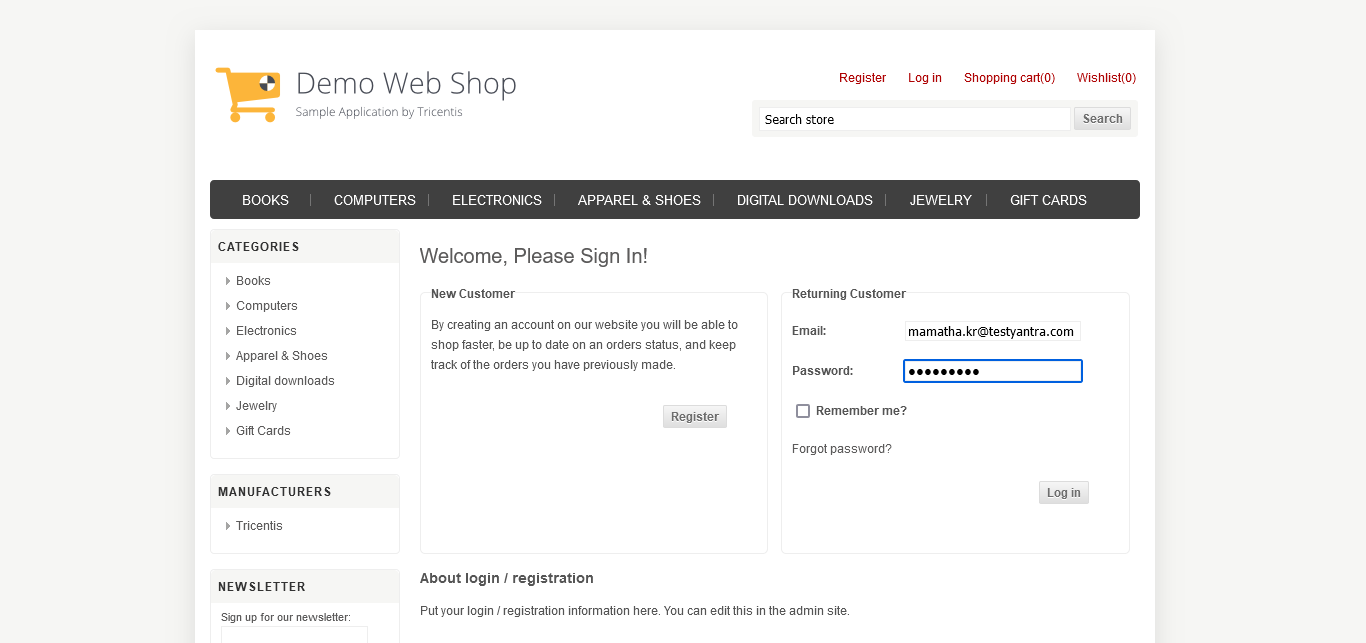 Demo Web Shop
Sample Application by Tricentis
Register Log in Shopping cart(0) Wishlist(0)
Search store Search
BOOKS COMPUTERS ELECTRONICS APPAREL & SHOES DIGITAL DOWNLOADS JEWELRY GIFT CARDS
CATEGORIES
Books
Computers
Electronics
Apparel & Shoes
Digital downloads
Jewelry
Gift Cards
MANUFACTURERS
Tricentis
NEWSLETTER
Sign up for our newsletter:
Welcome, Please Sign In!
New Customer
By creating an account on our website you will be able to
shop faster, be up to date on an orders status, and keep
track of the orders you have previously made.
Register
Returning Customer
Email: mamatha.kr@testyantra.com
Password: ●●●●●●●●●
Remember me?
Forgot password?
Log in
About login / registration
Put your login / registration information here. You can edit this in the admin site.